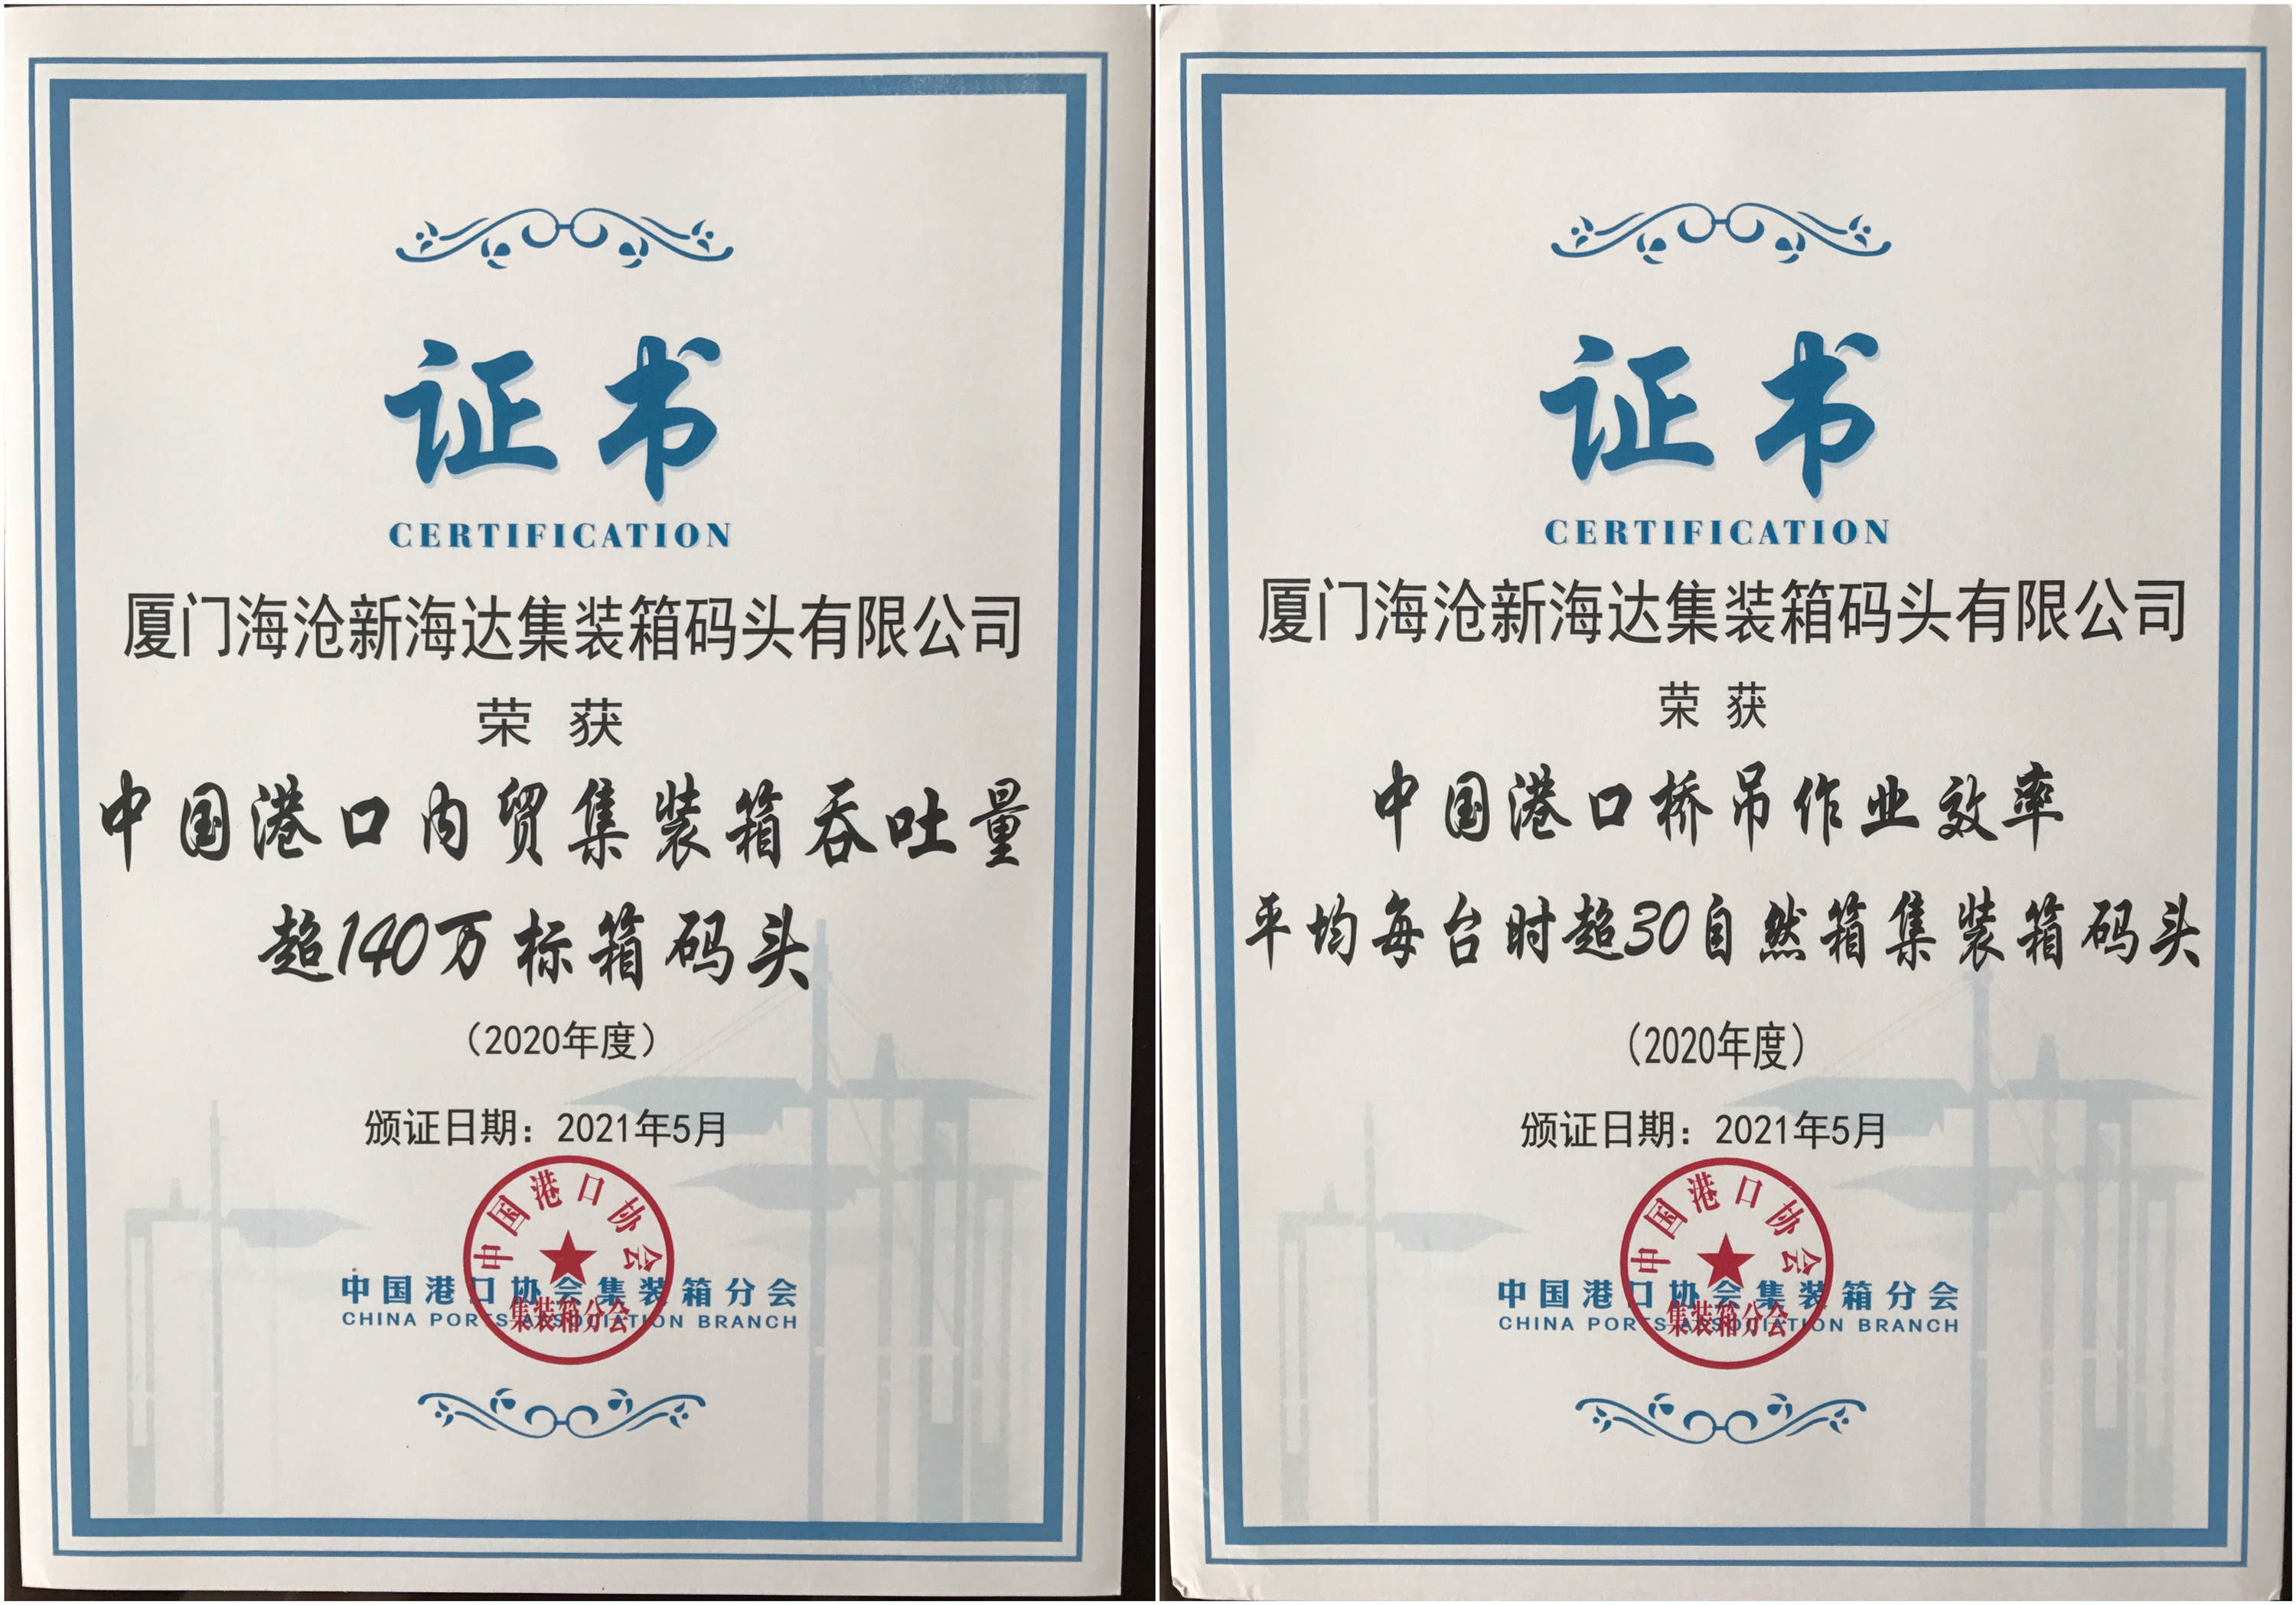 证书
CERTIFICATION
厦门海沧新海达集装箱码头有限公司
荣获
中国港口内贸集装箱吞吐量
超140万标箱码头
（2020年度）
颁证日期：2021年5月
中国港口协会
集装箱分会
中国港口协会集装箱分会
CHINA PORTS ASSOCIATION BRANCH
证书
CERTIFICATION
厦门海沧新海达集装箱码头有限公司
荣获
中国港口桥吊作业效率
平均每台时超30自然箱集装箱码头
（2020年度）
颁证日期：2021年5月
中国港口协会
集装箱分会
中国港口协会集装箱分会
CHINA PORTS ASSOCIATION BRANCH